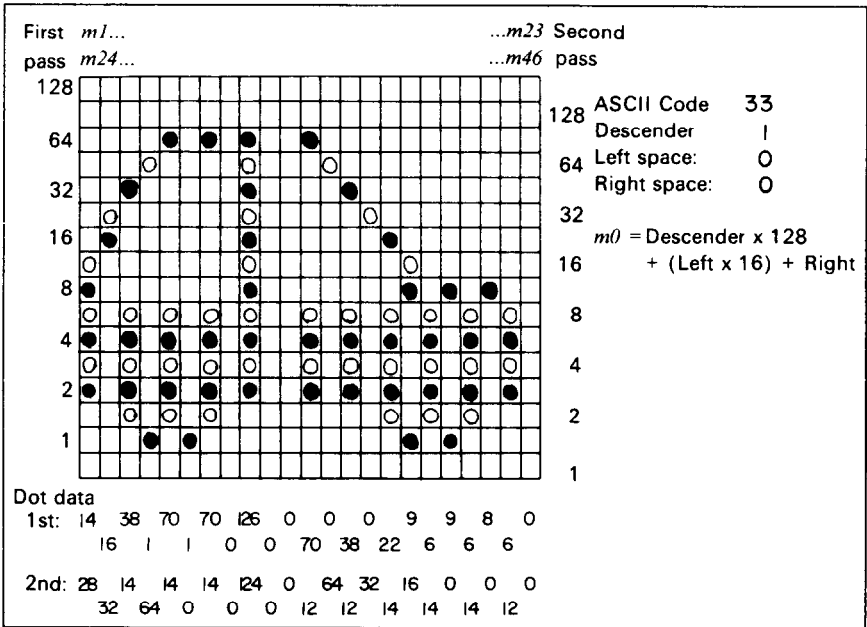 First m1... ...m23 Second
pass m24... ...m46 pass
128
128 ASCII Code 33
64 Descender 1
64 Left space: 0
32 Right space: 0
32
16 m0 = Descender x 128
16 + (Left x 16) + Right
8
8
4
4
2
2
1
1
Dot data
1st: 14 38 70 70 126 0 0 0 9 9 8 0
16 1 1 0 0 70 38 22 6 6 6
2nd: 28 14 14 14 124 0 64 32 16 0 0 0
32 64 0 0 0 12 12 14 14 14 12